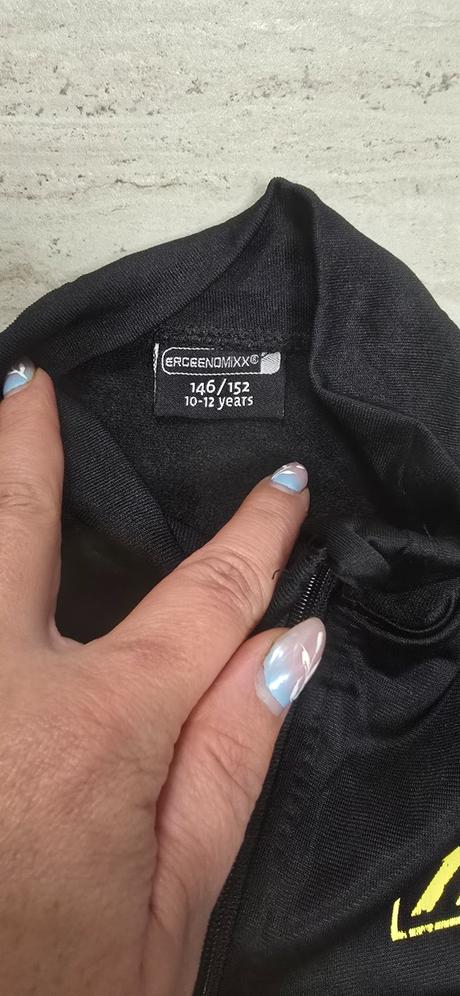 ERGEENOMIXX®
146/152
10-12 years